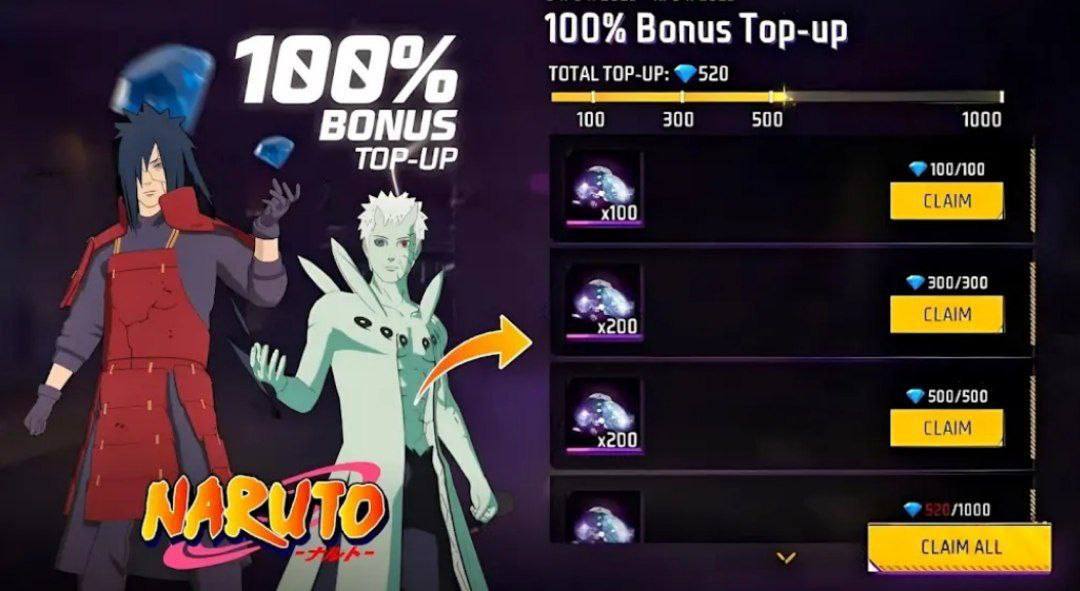 100%
BONUS
TOP-UP
NARUTO
-ナルト-
100% Bonus Top-up
TOTAL TOP-UP: 520
100 300 500 1000
x100
100/100
CLAIM
x200
300/300
CLAIM
x200
500/500
CLAIM
520/1000
CLAIM ALL